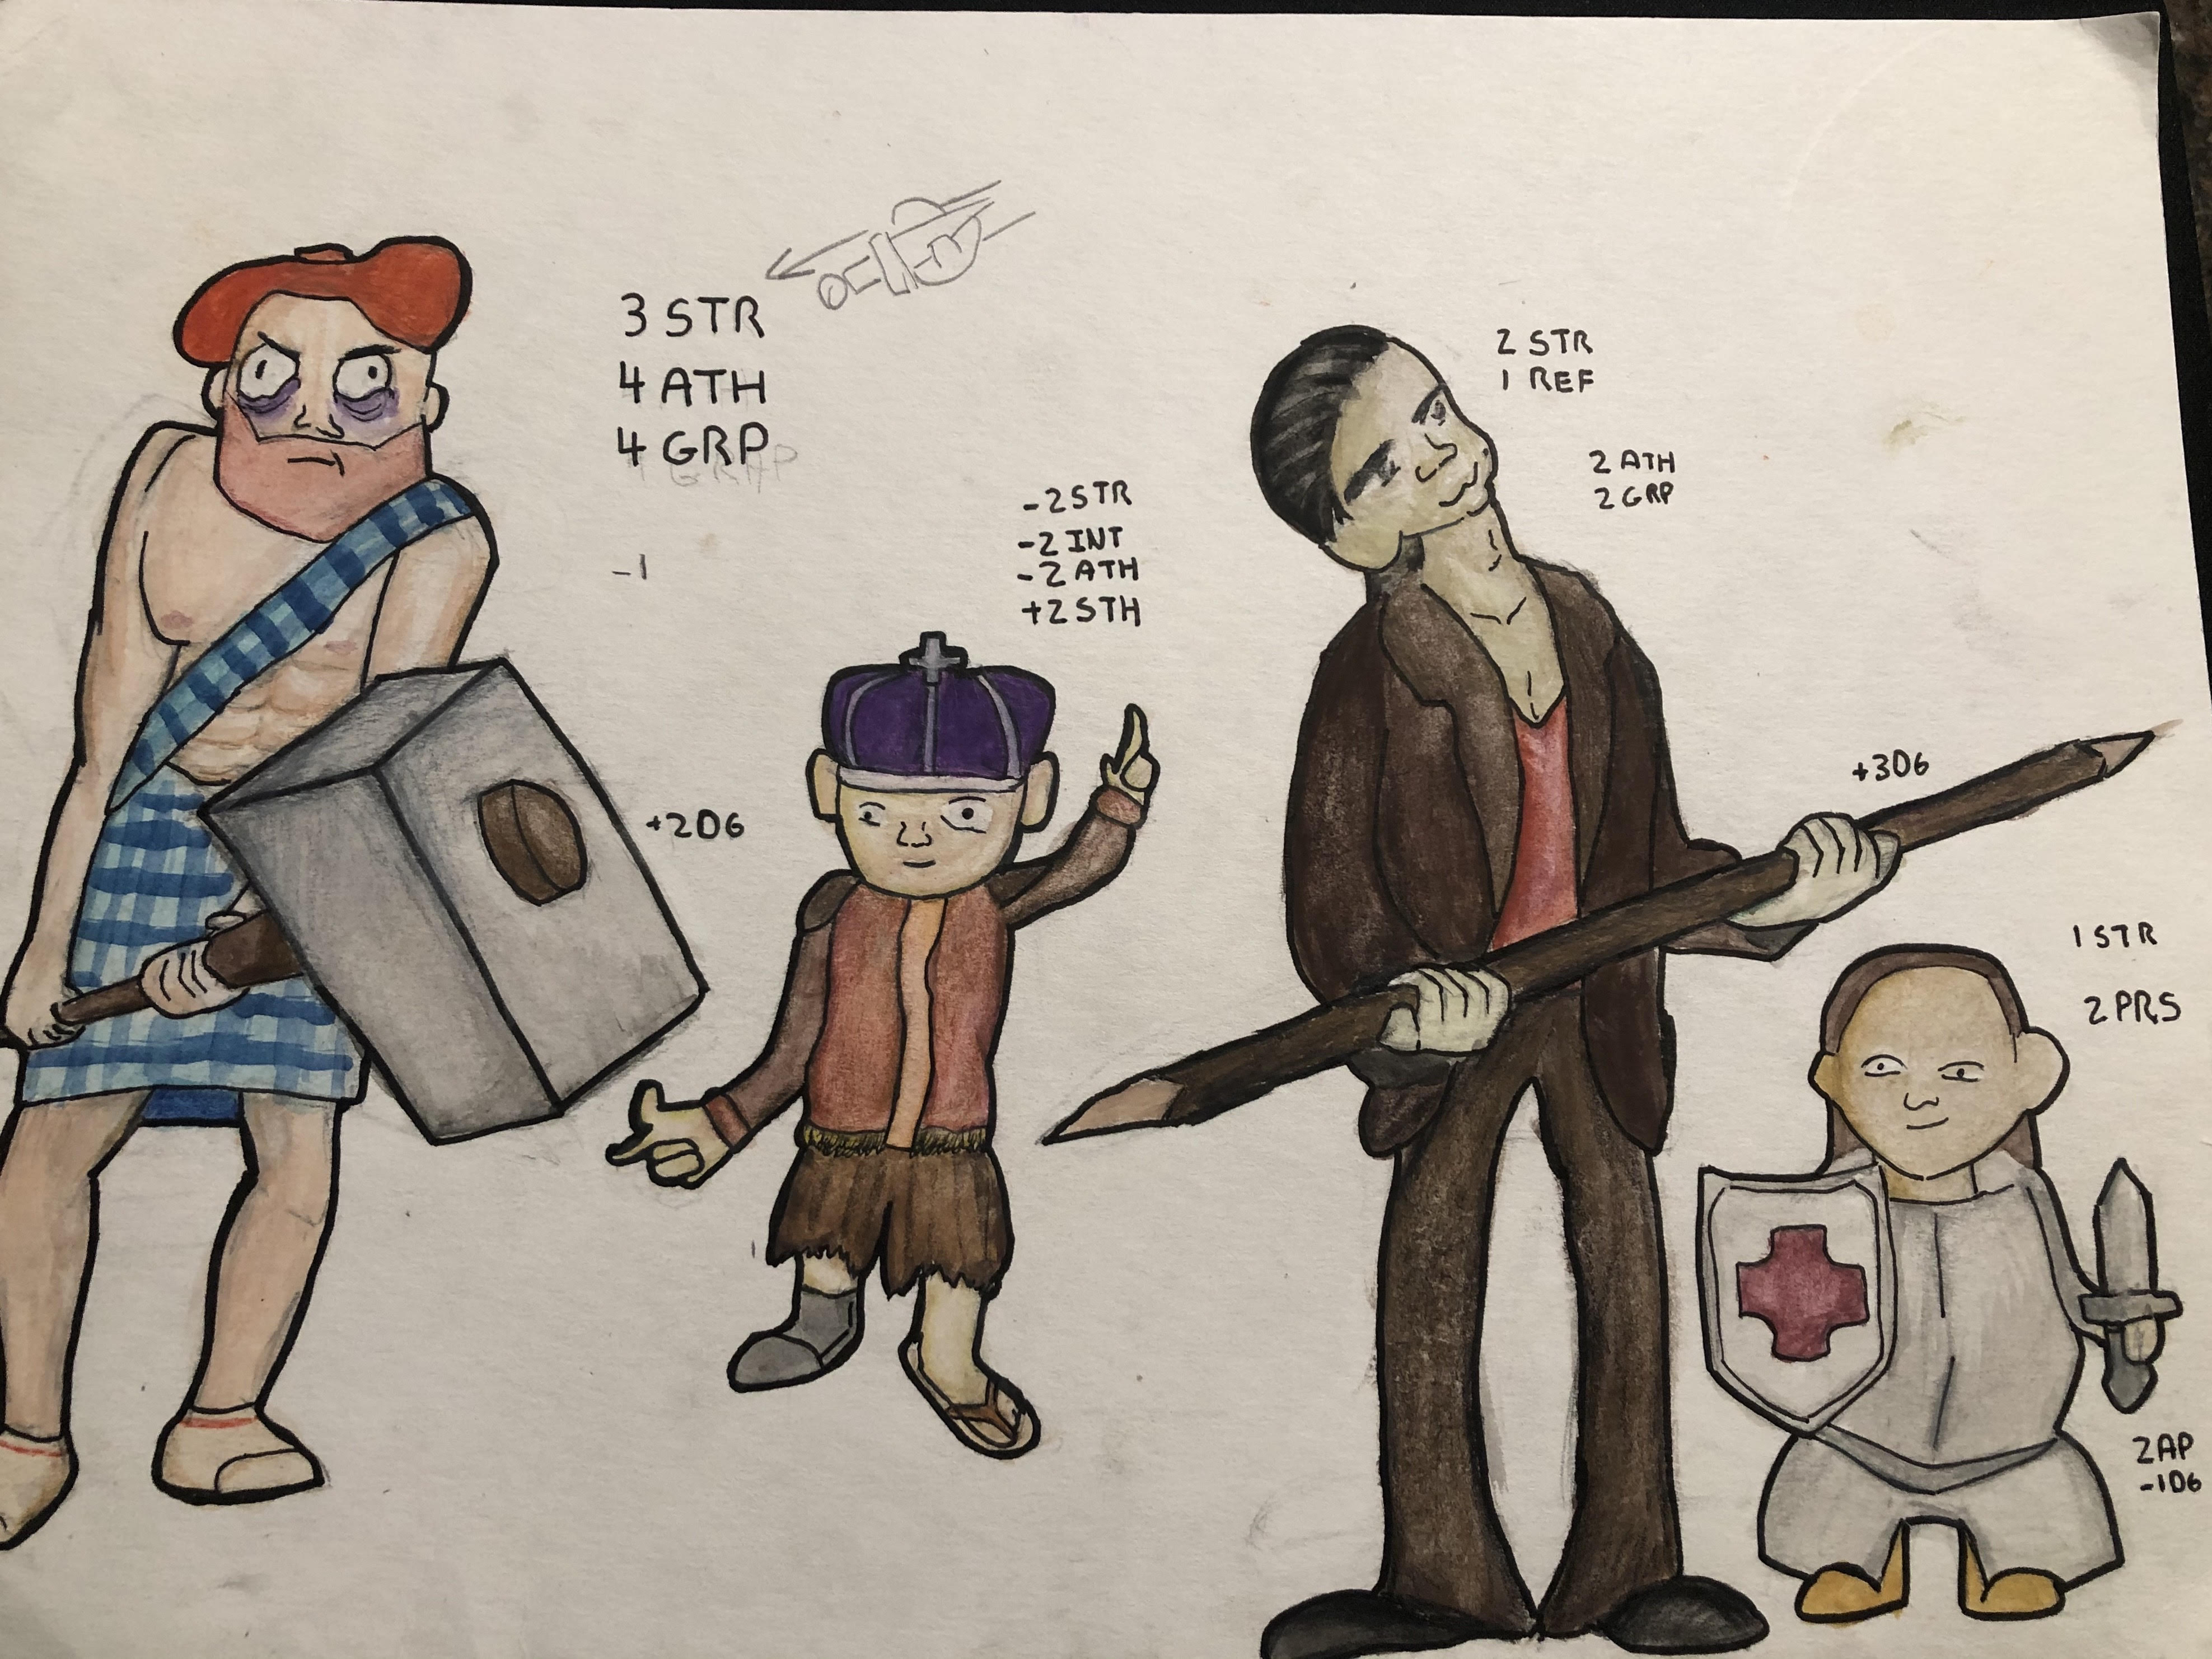 3 STR
4 ATH
4 GRP
-1
+2D6
-2 STR
-2 INT
-2 ATH
+2 STH
2 STR
1 REF
2 ATH
2 GRP
+3D6
1 STR
2 PRS
2AP
-1D6